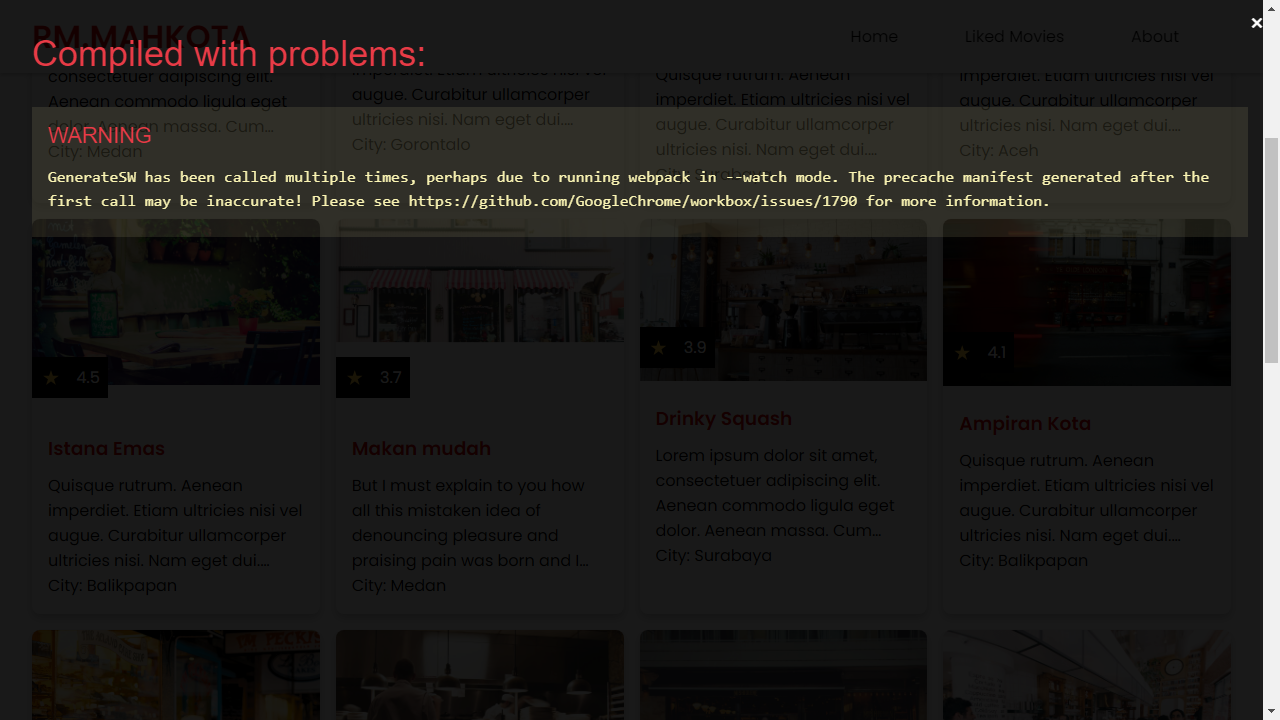 PM.MAHKOTA
Home
Liked Movies
About
×
Compiled with problems:
consectetuer adipiscing elit.
Aenean commodo ligula eget
dolor. Aenean massa. Cum...
City: Medan
imperdiet. Etiam ultricies nisi vel
augue. Curabitur ullamcorper
ultricies nisi. Nam eget dui....
City: Gorontalo
Quisque rutrum. Aenean
imperdiet. Etiam ultricies nisi vel
augue. Curabitur ullamcorper
ultricies nisi. Nam eget dui....
imperdiet. Etiam ultricies nisi vel
augue. Curabitur ullamcorper
ultricies nisi. Nam eget dui....
City: Aceh
WARNING
GenerateSW has been called multiple times, perhaps due to running webpack in --watch mode. The precache manifest generated after the
first call may be inaccurate! Please see https://github.com/GoogleChrome/workbox/issues/1790 for more information.
★ 4.5
Istana Emas
Quisque rutrum. Aenean
imperdiet. Etiam ultricies nisi vel
augue. Curabitur ullamcorper
ultricies nisi. Nam eget dui....
City: Balikpapan
★ 3.7
Makan mudah
But I must explain to you how
all this mistaken idea of
denouncing pleasure and
praising pain was born and I...
City: Medan
★ 3.9
Drinky Squash
Lorem ipsum dolor sit amet,
consectetuer adipiscing elit.
Aenean commodo ligula eget
dolor. Aenean massa. Cum...
City: Surabaya
★ 4.1
Ampiran Kota
Quisque rutrum. Aenean
imperdiet. Etiam ultricies nisi vel
augue. Curabitur ullamcorper
ultricies nisi. Nam eget dui....
City: Balikpapan